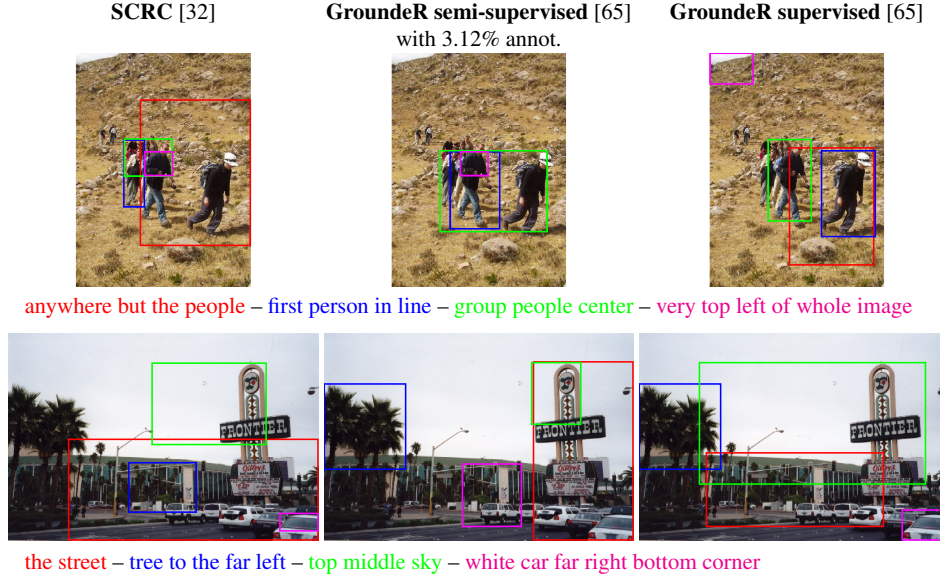 SCRC [32] GroundeR semi-supervised [65] GroundeR supervised [65]
with 3.12% annot.
anywhere but the people – first person in line – group people center – very top left of whole image
FRONTIER
FRONTIER
FRONTIER
the street – tree to the far left – top middle sky – white car far right bottom corner